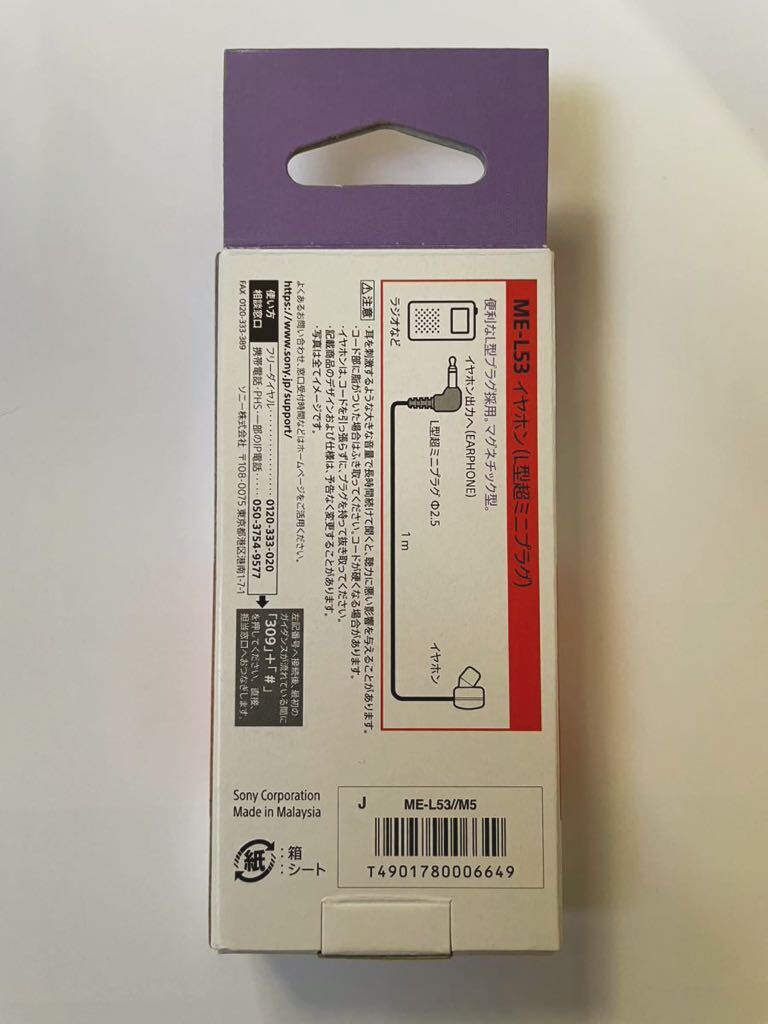 ME-L53 イヤホン(L型超ミニプラグ)
便利なL型プラグ採用。マグネチック型。
イヤホン出力へ(EARPHONE)
L型超ミニプラグ Φ2.5
1m
イヤホン
ラジオなど
注意
・耳を刺激するような大きな音量で長時間続けて聞くと、聴力に悪い影響を与えることがあります。
・コード部に脂がついた場合はふき取ってください。コードが硬くなる場合があります。
・イヤホンは、コードを引っ張らずに、プラグを持って抜き取ってください。
・記載商品のデザインおよび仕様は、予告なく変更することがあります。
・写真は全てイメージです。
よくあるお問い合わせ、窓口受付時間などはホームページをご活用ください。
https://www.sony.jp/support/
使い方
相談窓口
フリーダイヤル‥‥‥‥‥‥‥‥ 0120-333-020
携帯電話・PHS・一部のIP電話‥‥‥ 050-3754-9577
FAX 0120-333-389
ソニー株式会社 〒108-0075 東京都港区港南1-7-1
左記番号へ接続後、最初の
ガイダンスが流れている間に
「309」+「#」
を押してください。直接、
担当窓口へおつなぎします。
Sony Corporation
Made in Malaysia
紙
:箱
:シート
J ME-L53//M5
T4901780006649